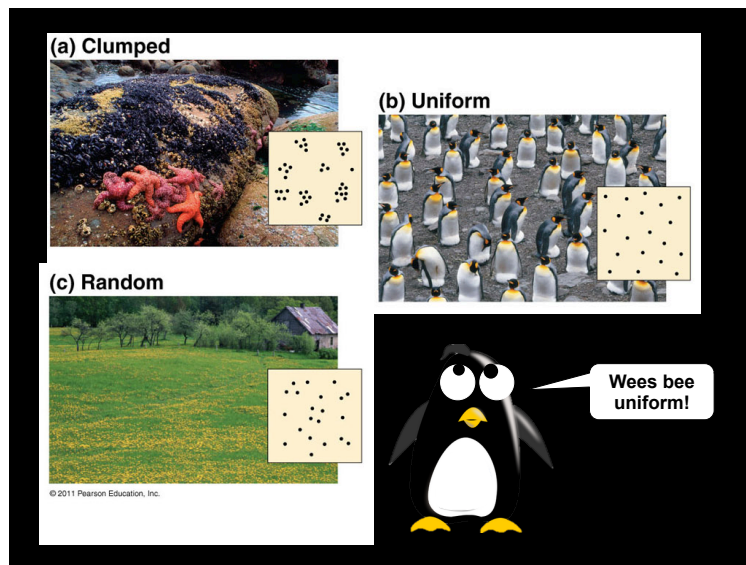 (a) Clumped
(b) Uniform
(c) Random
© 2011 Pearson Education, Inc.
Wees bee
uniform!